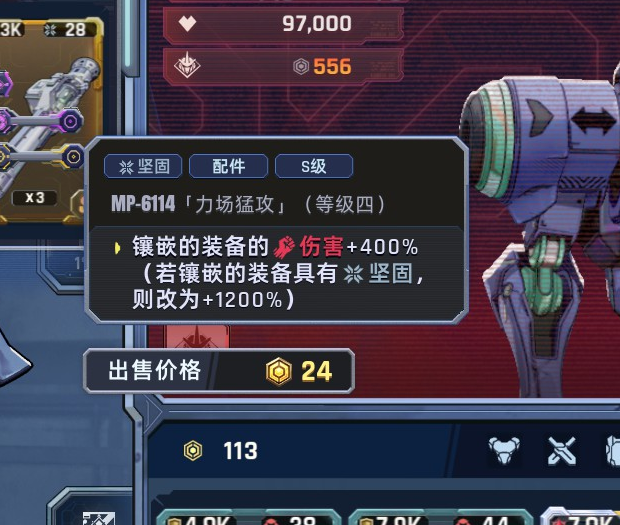 97,000
28
556
坚固
配件
S级
MP-6114「力场猛攻」（等级四）
x3
镶嵌的装备的伤害+400%
（若镶嵌的装备具有坚固，
则改为+1200%）
出售价格
24
113